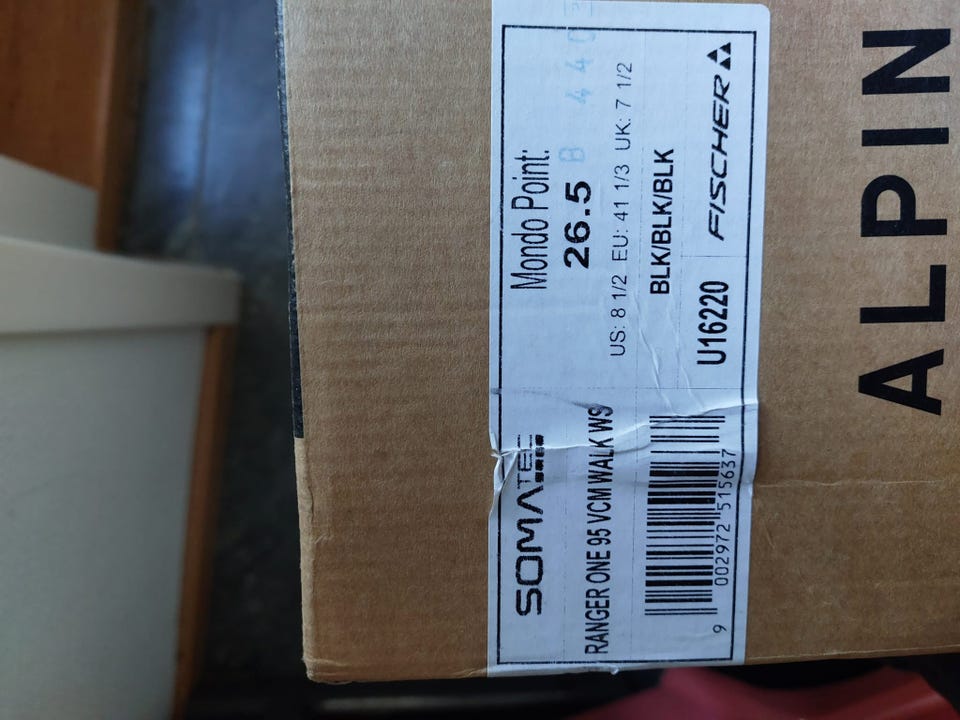 SOMATEC
RANGER ONE 95 VCM WALK WS
9 002972 515637
Mondo Point:
26.5
US: 8 1/2 EU: 41 1/3 UK: 7 1/2
BLK/BLK/BLK
U16220
FISCHER
ALPIN